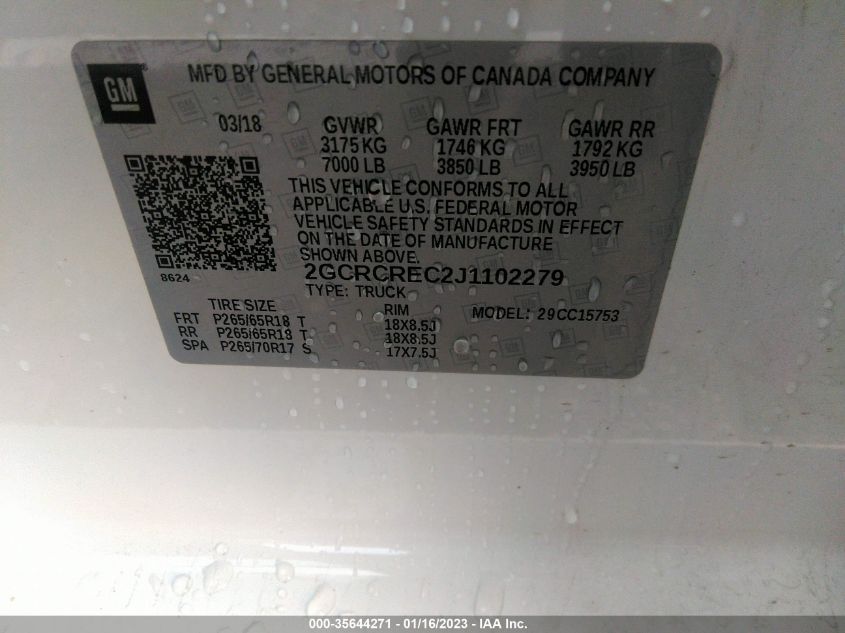 GM
MFD BY GENERAL MOTORS OF CANADA COMPANY
03/18 GVWR GAWR FRT GAWR RR
3175 KG 1746 KG 1792 KG
7000 LB 3850 LB 3950 LB
THIS VEHICLE CONFORMS TO ALL
APPLICABLE U.S. FEDERAL MOTOR
VEHICLE SAFETY STANDARDS IN EFFECT
ON THE DATE OF MANUFACTURE
SHOWN ABOVE.
8624
2GCRCREC2J1102279
TYPE: TRUCK
TIRE SIZE RIM MODEL: 29CC15753
FRT P265/65R18 T 18X8.5J
RR P265/65R18 T 18X8.5J
SPA P265/70R17 S 17X7.5J
000-35644271 - 01/16/2023 - IAA Inc.